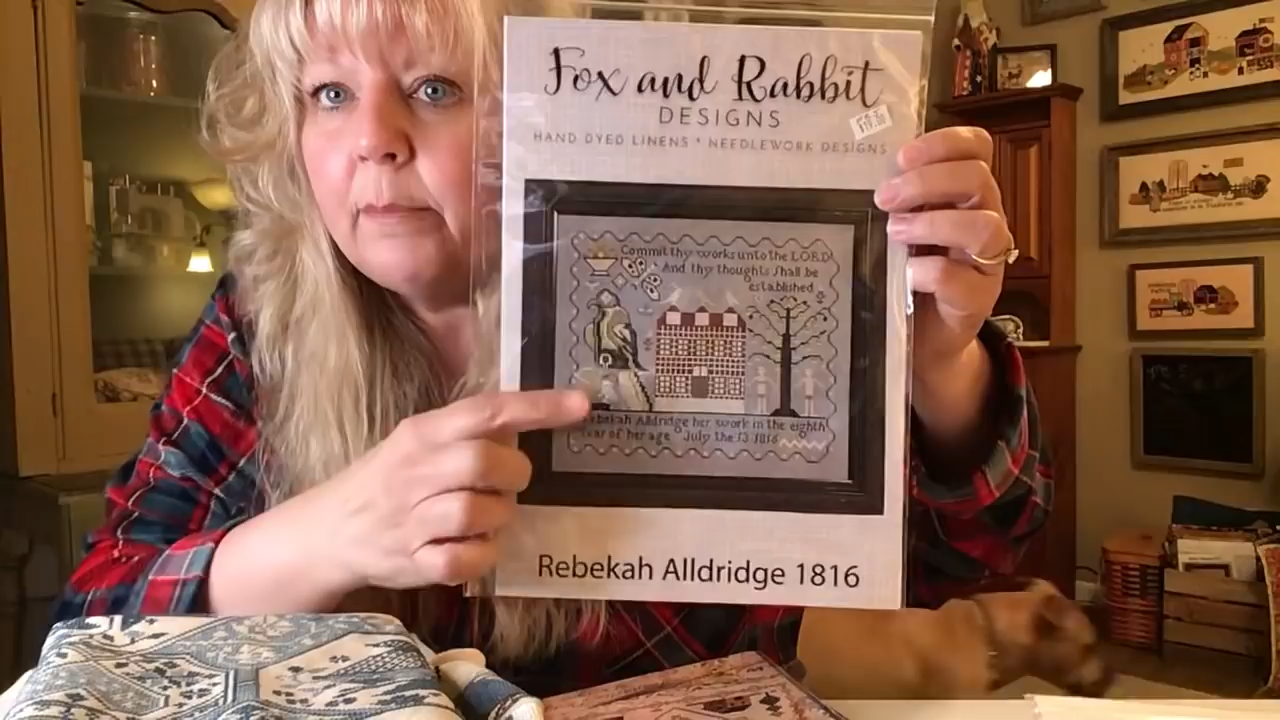 Fox and Rabbit
DESIGNS
HAND DYED LINENS * NEEDLEWORK DESIGNS
Commit thy works unto the LORD
And thy thoughts shall be
established
Rebekah Alldridge her work in the eighth
year of her age July the 13 1816
Rebekah Alldridge 1816